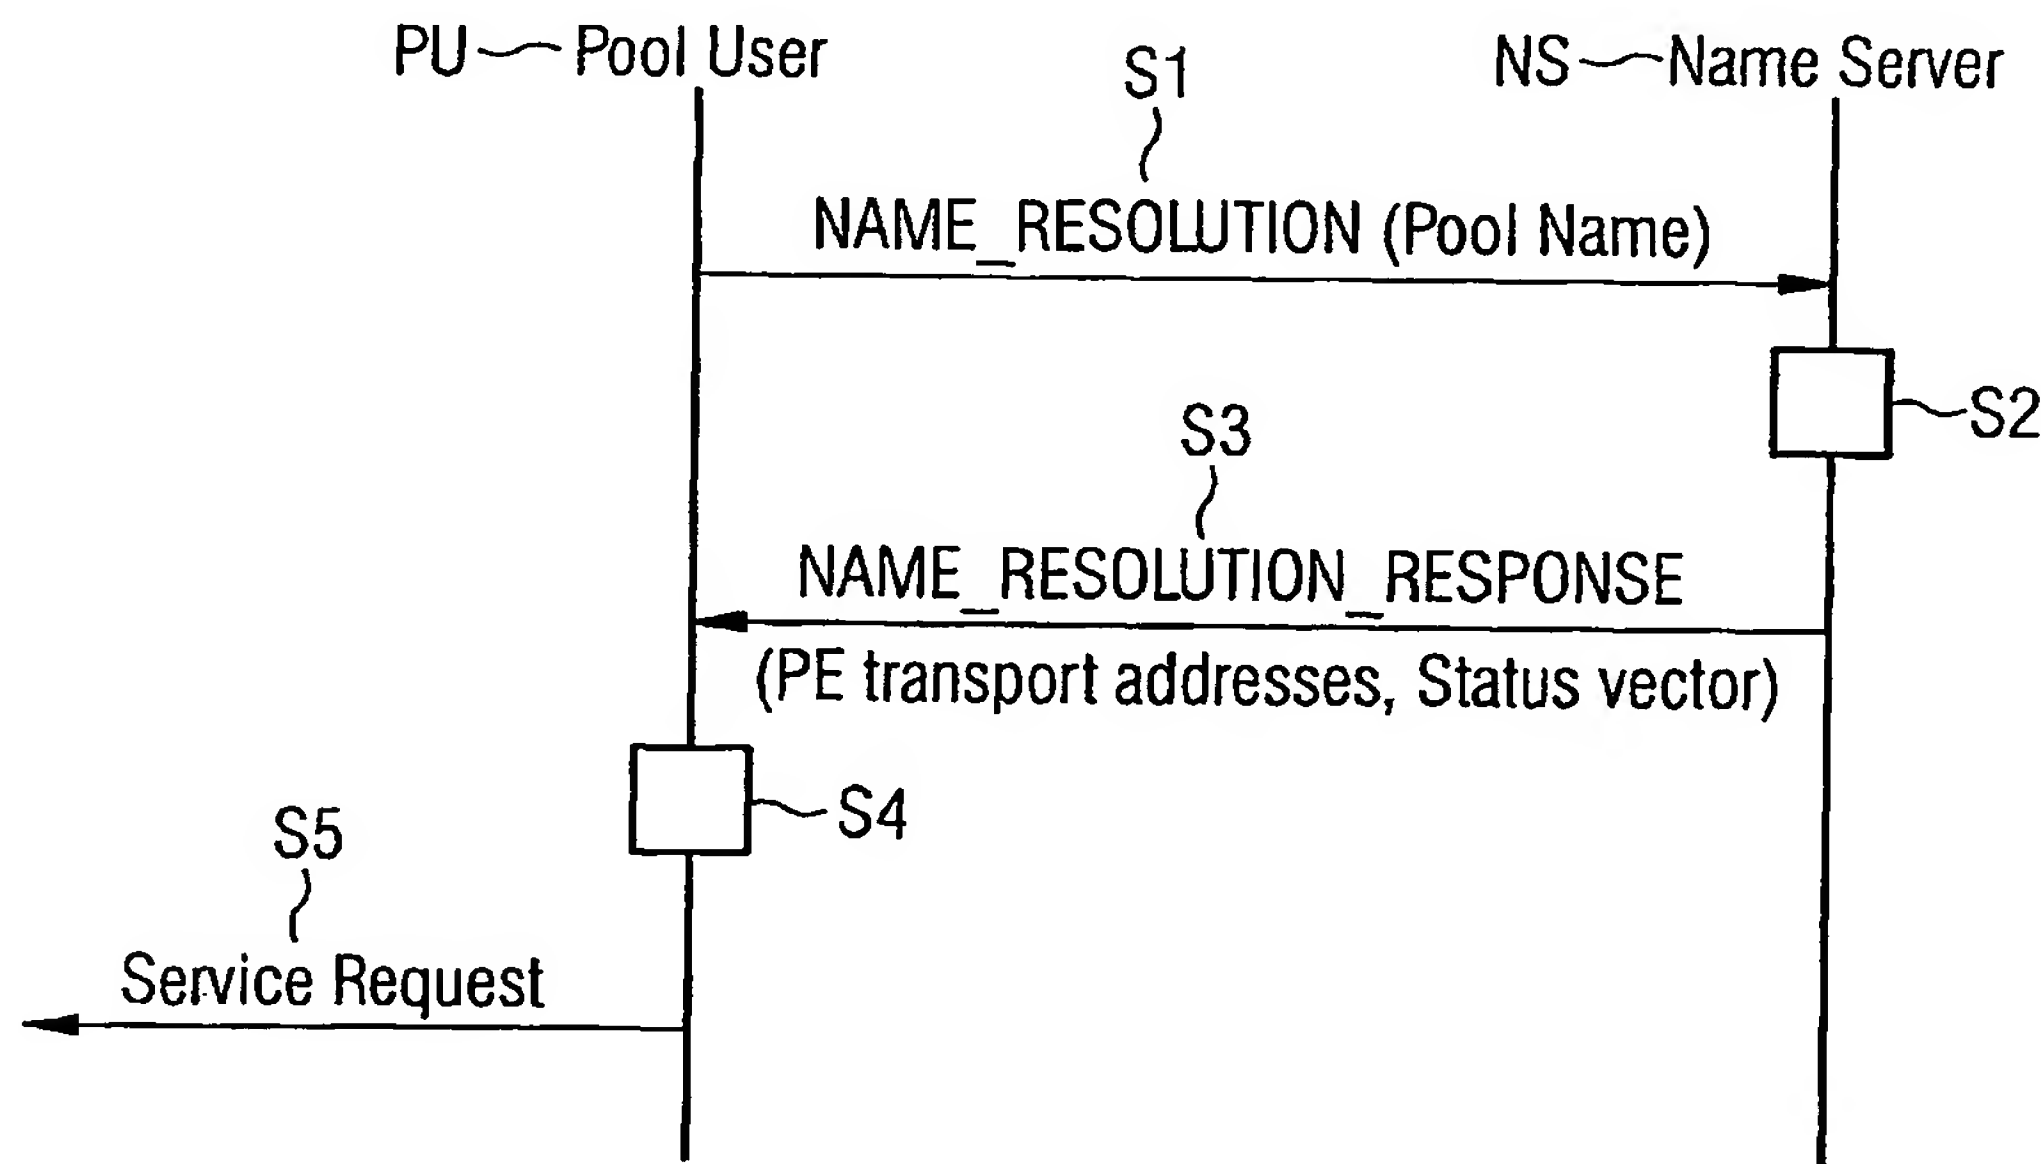 PU Pool User
NS Name Server
S1
NAME_RESOLUTION (Pool Name)
S2
S3
NAME_RESOLUTION_RESPONSE
(PE transport addresses, Status vector)
S4
S5
Service Request